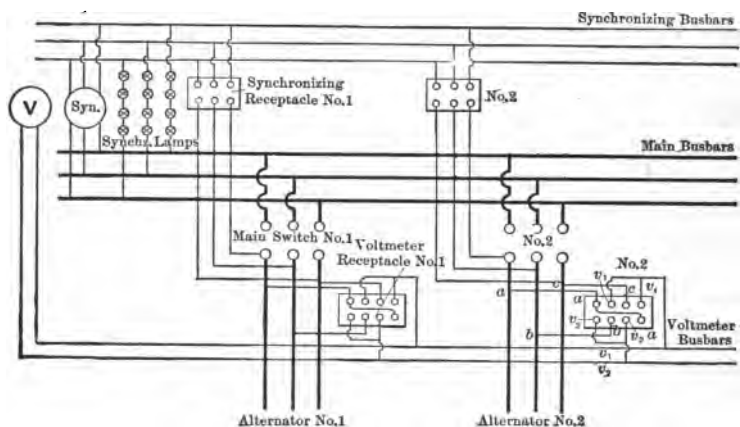 Synchronizing Busbars
Synchronizing
Receptacle No.1
No.2
V
Syn.
Synchr. Lamps
Main Busbars
Main Switch No.1
Voltmeter
Receptacle No.1
No.2
No.2
v₁
c
c
v₁
a
a
v₂
b
b
v₂
a
Voltmeter
Busbars
v₁
v₂
Alternator No.1
Alternator No.2